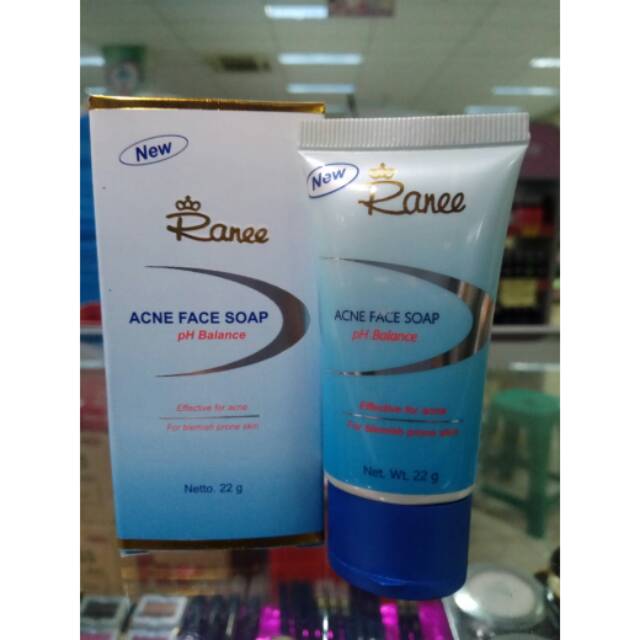 New
Ranee
ACNE FACE SOAP
pH Balance
Effective for acne
For blemish prone skin
Netto. 22 g
New
Ranee
ACNE FACE SOAP
pH Balance
Effective for acne
For blemish prone skin
Net. Wt. 22 g